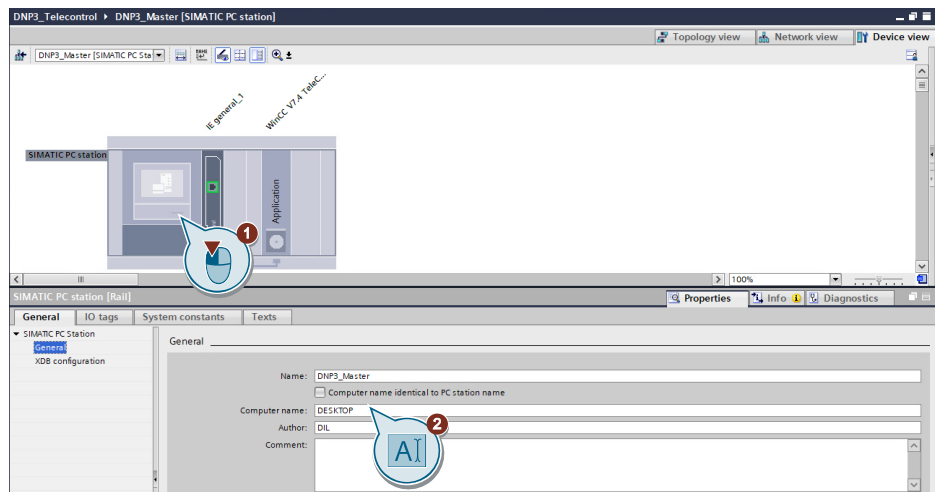 DNP3_Telecontrol ▸ DNP3_Master [SIMATIC PC station]
Topology view Network view Device view
DNP3_Master [SIMATIC PC Sta
IE general_1
WinCC V7.4 TeleC...
SIMATIC PC station
Application
1
100%
SIMATIC PC station [Rail]
Properties Info Diagnostics
General IO tags System constants Texts
SIMATIC PC Station
General
XDB configuration
General
Name: DNP3_Master
Computer name identical to PC station name
Computer name: DESKTOP
2
Author: DIL
Comment:
A